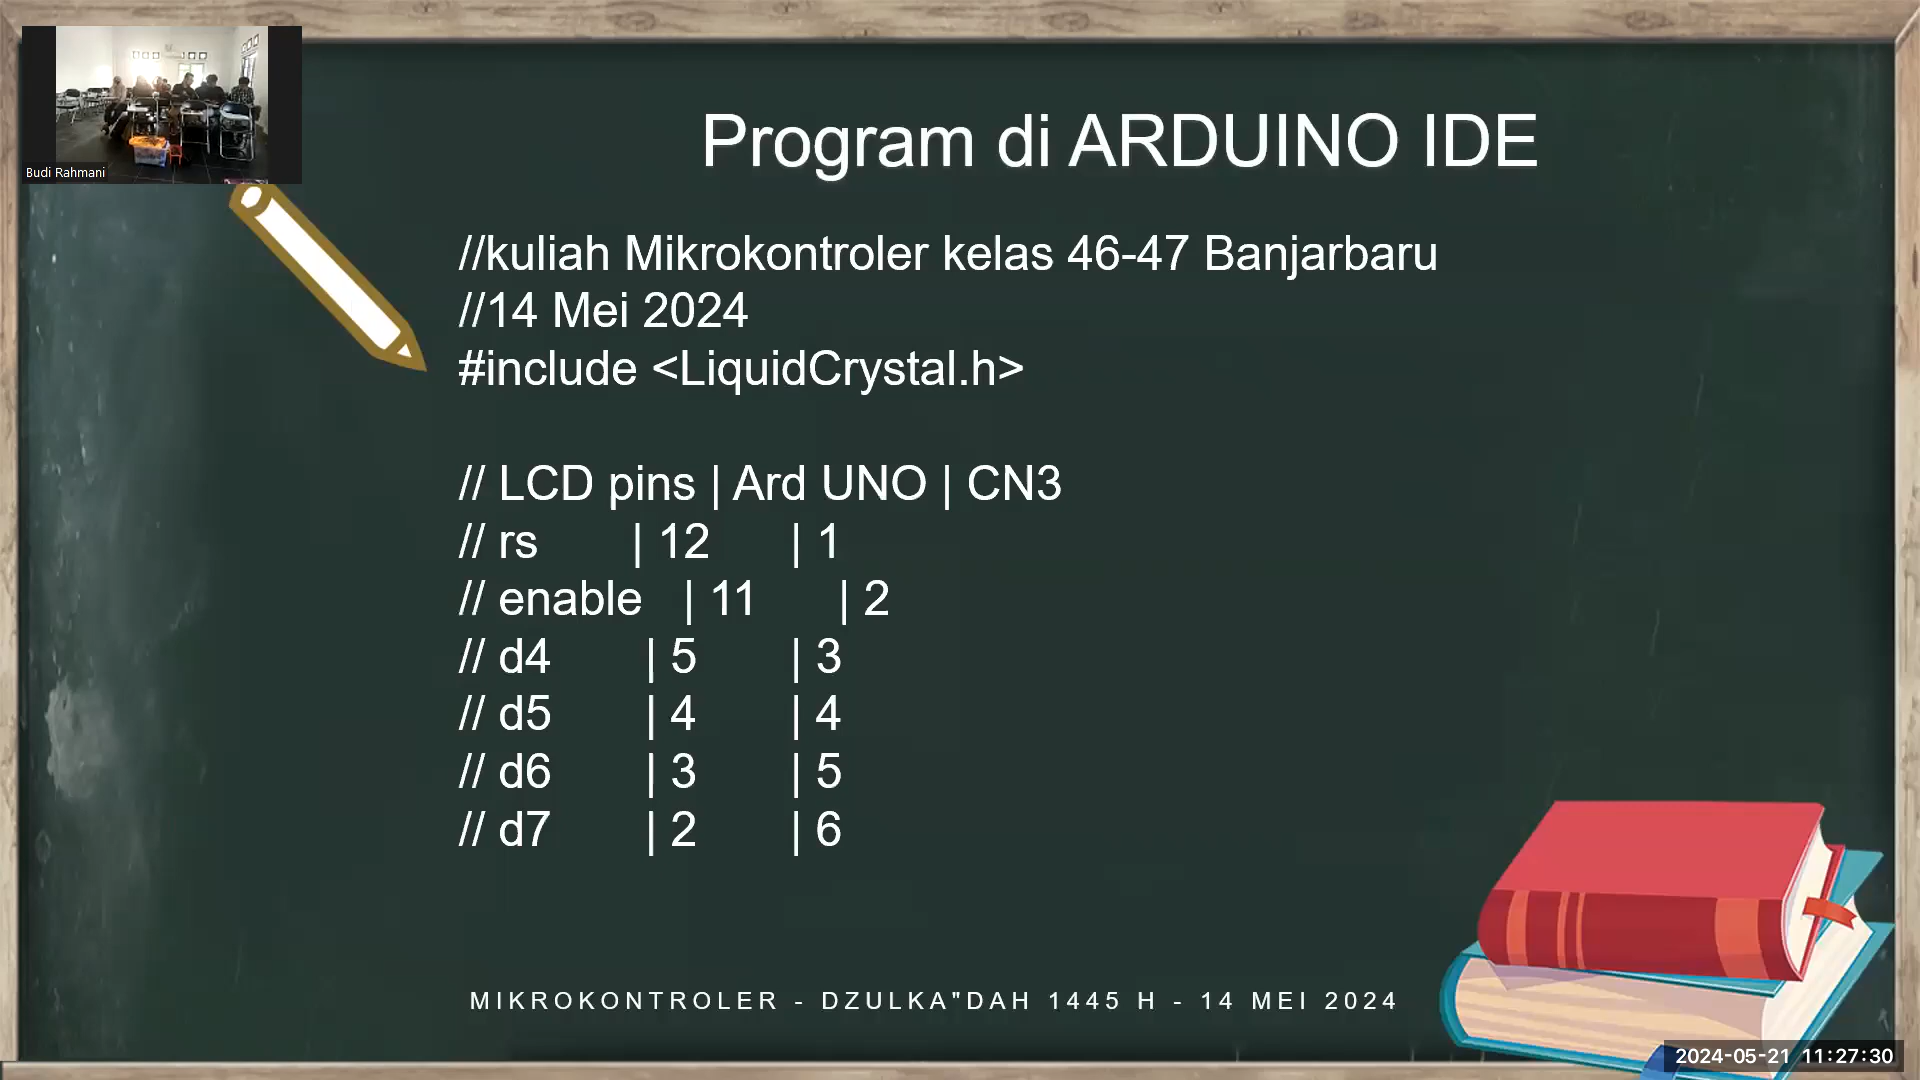 Budi Rahmani
Program di ARDUINO IDE
//kuliah Mikrokontroler kelas 46-47 Banjarbaru
//14 Mei 2024
#include <LiquidCrystal.h>
// LCD pins | Ard UNO | CN3
// rs | 12 | 1
// enable | 11 | 2
// d4 | 5 | 3
// d5 | 4 | 4
// d6 | 3 | 5
// d7 | 2 | 6
MIKROKONTROLER - DZULKA"DAH 1445 H - 14 MEI 2024
2024-05-21 11:27:30